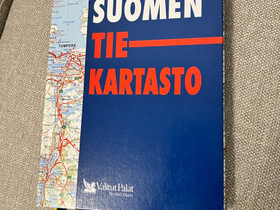 SUOMEN
TIE
KARTASTO
TAMPERE
Valitut Palat